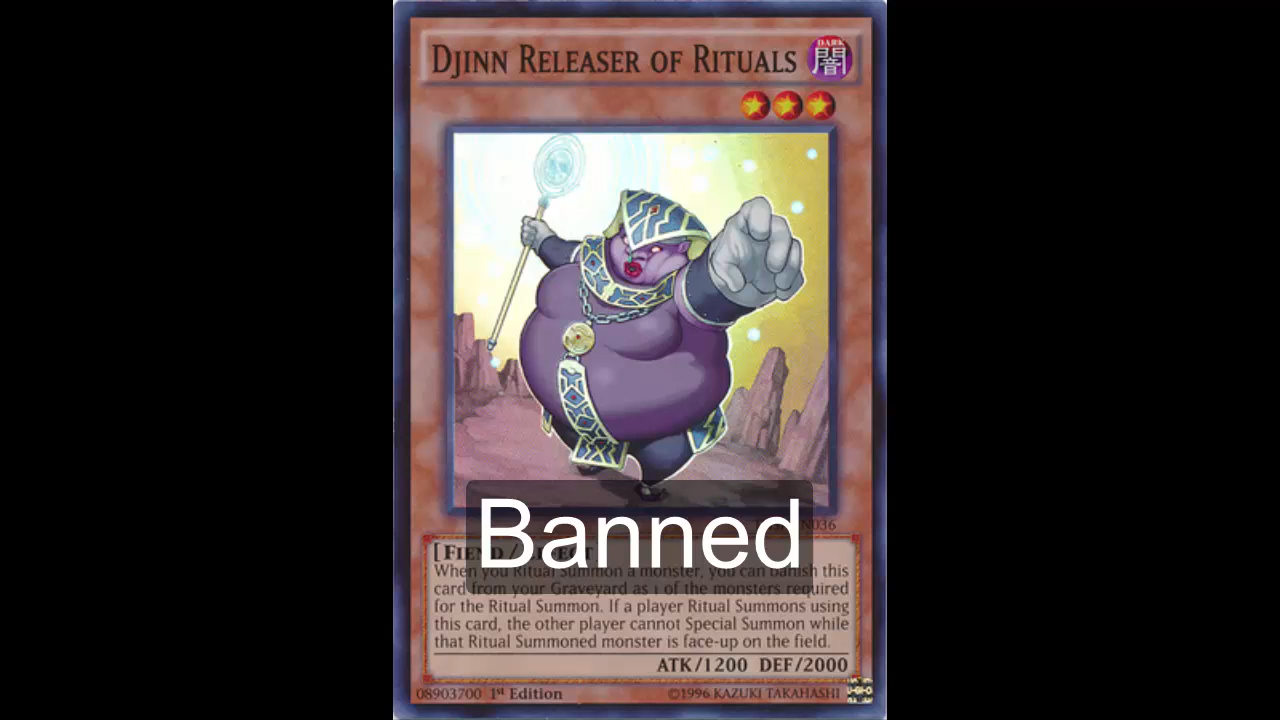 DJINN RELEASER OF RITUALS
DARK
闇
N036
Banned
[FIEND / EFFECT
When you Ritual Summon a monster, you can banish this
card from your Graveyard as 1 of the monsters required
for the Ritual Summon. If a player Ritual Summons using
this card, the other player cannot Special Summon while
that Ritual Summoned monster is face-up on the field.
ATK/1200 DEF/2000
08903700 1st Edition
©1996 KAZUKI TAKAHASHI